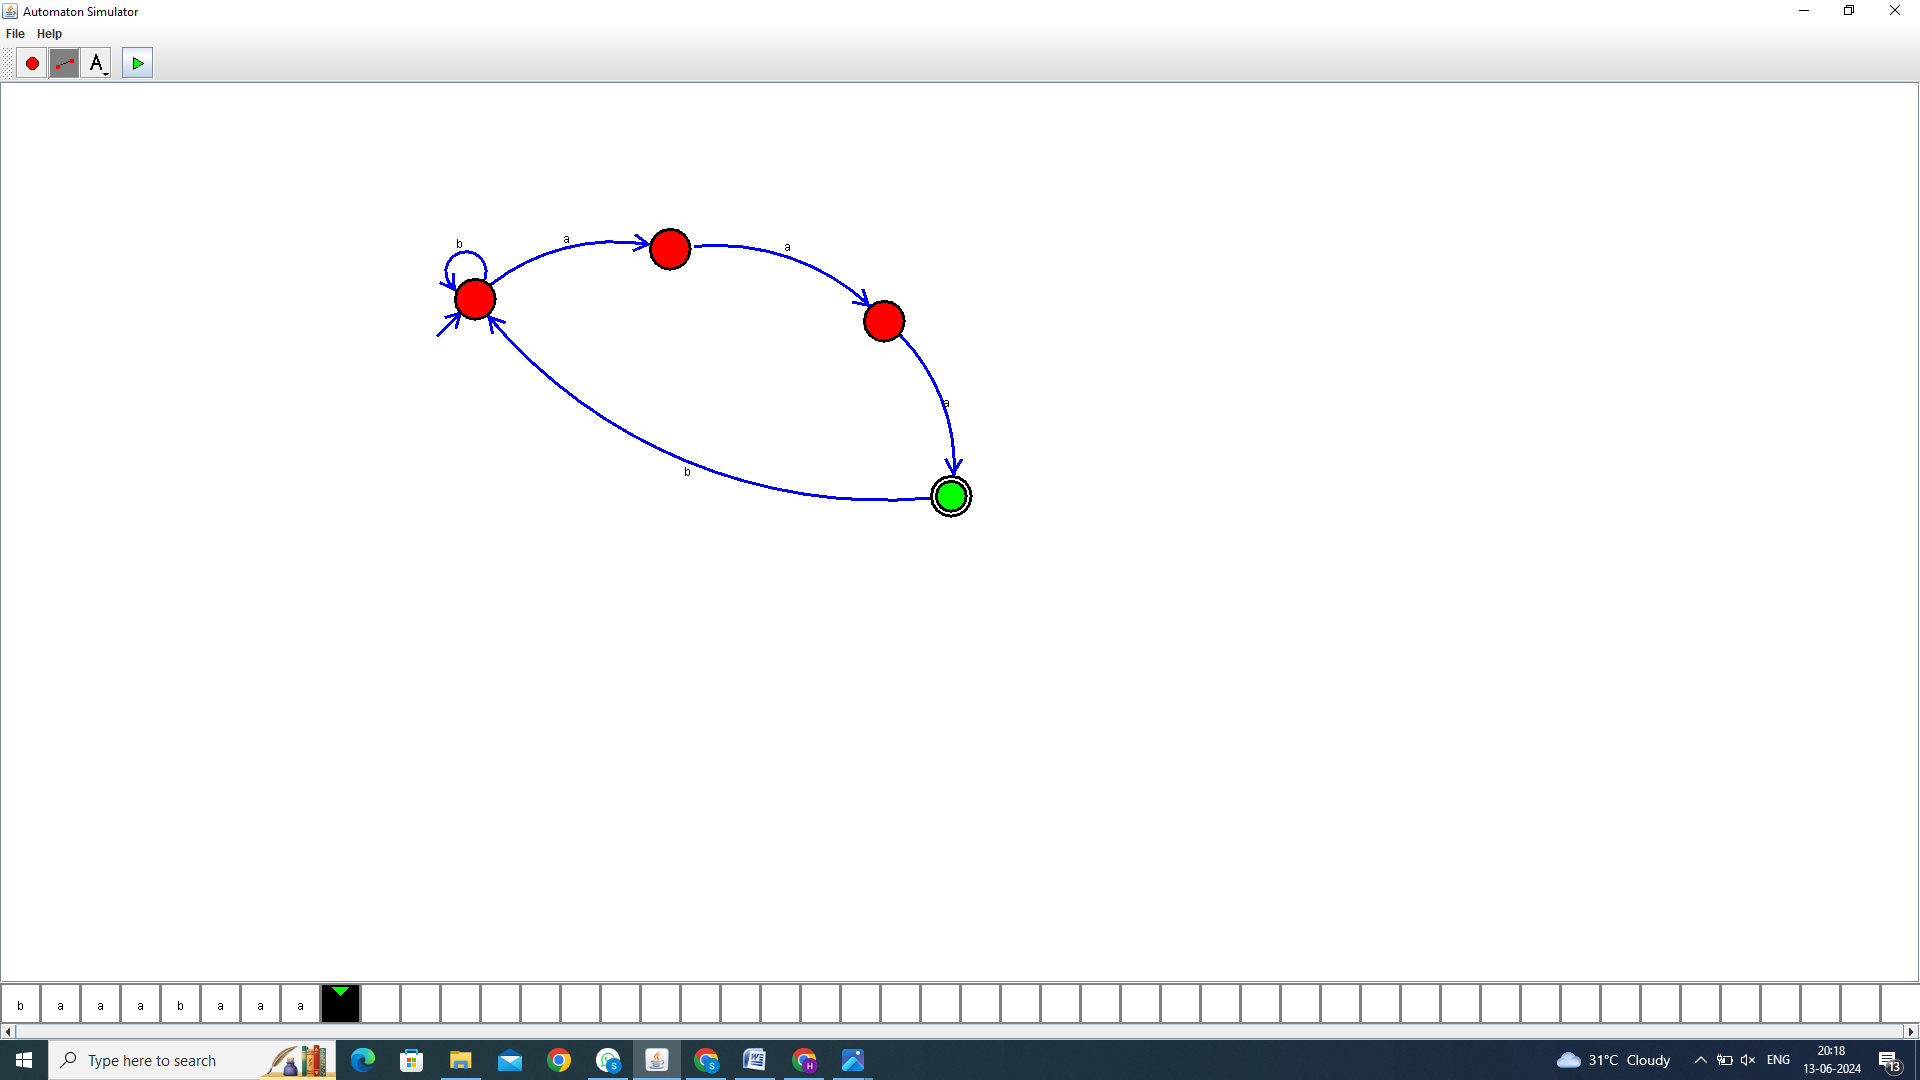 Automaton Simulator
File Help
A
b
a
a
a
b
b a a a b a a a
Type here to search
S
S
W
H
31°C Cloudy
ENG
20:18
13-06-2024
13